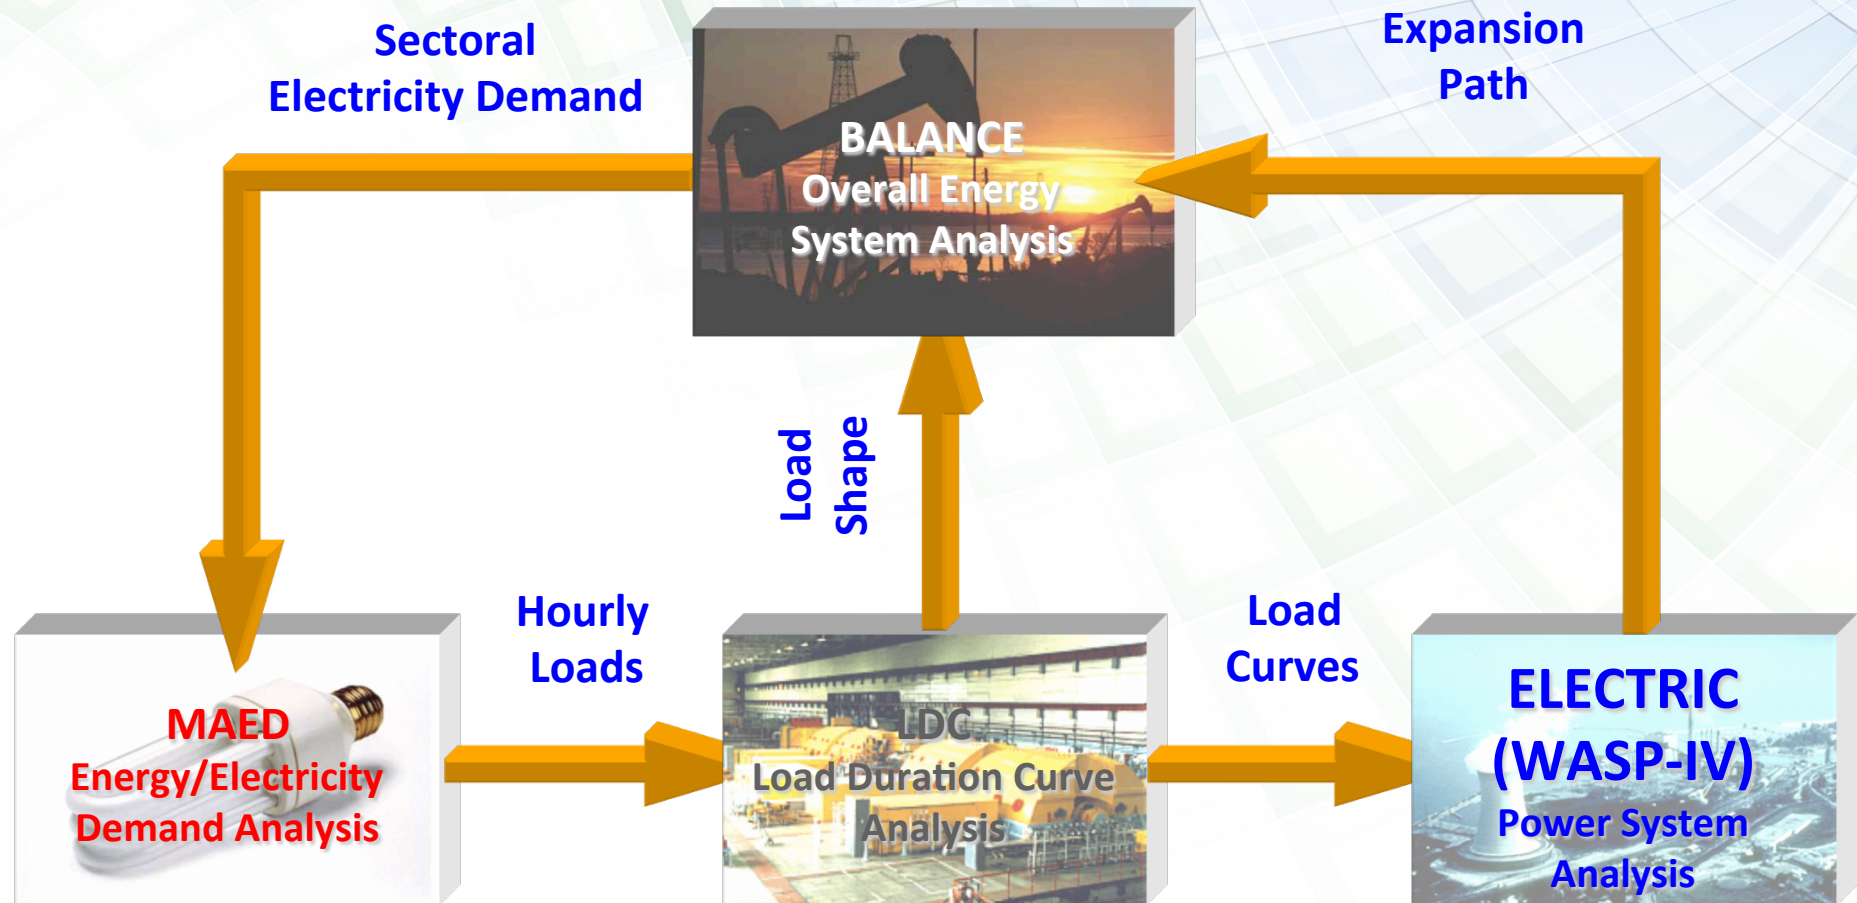 Sectoral
Electricity Demand
BALANCE
Overall Energy
System Analysis
Expansion
Path
Load
Shape
Hourly
Loads
Load
Curves
MAED
Energy/Electricity
Demand Analysis
LDC
Load Duration Curve
Analysis
ELECTRIC
(WASP-IV)
Power System
Analysis